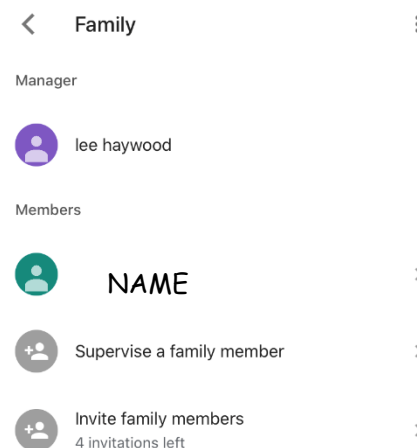 Family
Manager
lee haywood
Members
NAME
Supervise a family member
Invite family members
4 invitations left